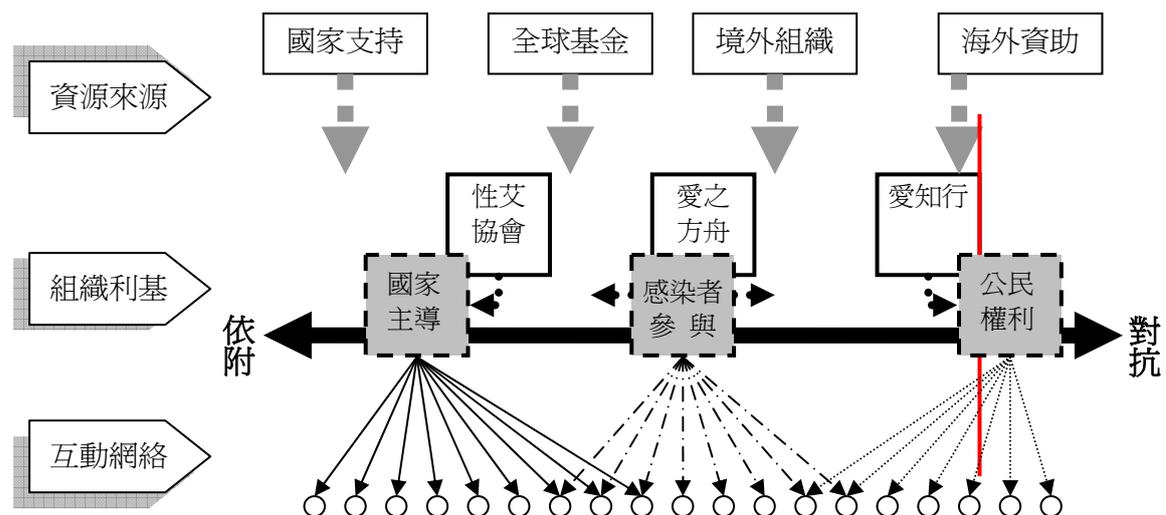 國家支持
全球基金
境外組織
海外資助
資源來源
性艾
協會
愛之
方舟
愛知行
組織利基
國家
主導
感染者
參 與
公民
權利
依
附
對
抗
互動網絡